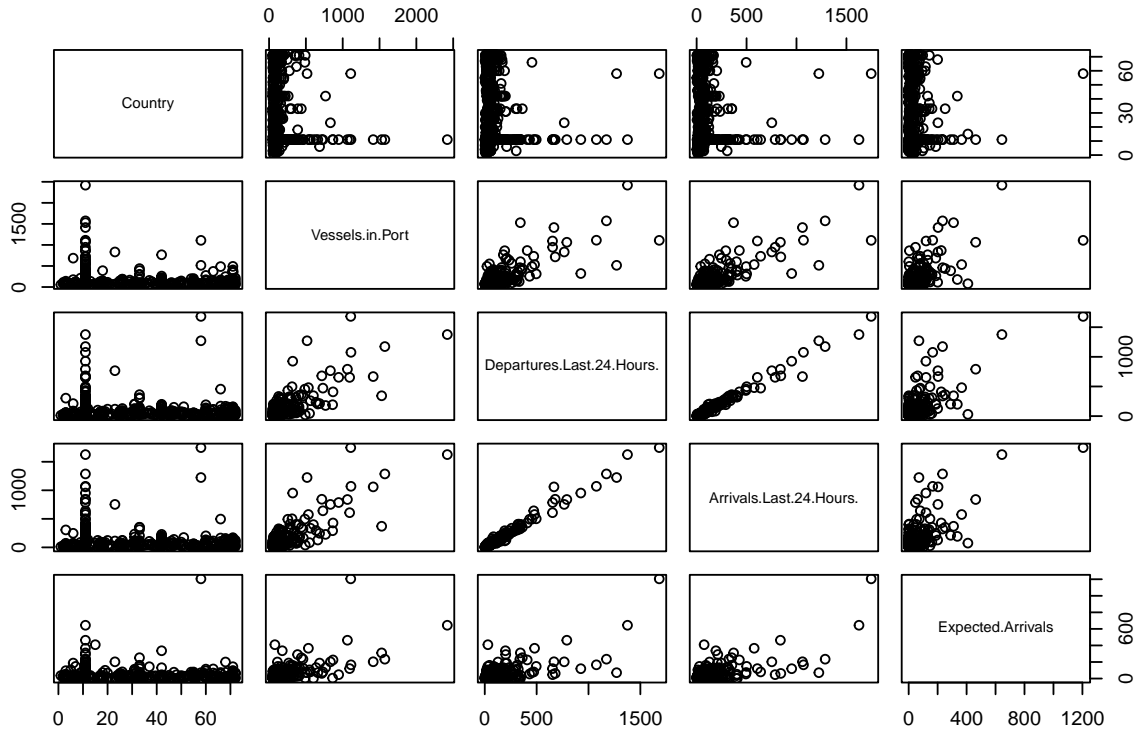 0 1000 2000
0 500 1500
Country
0 30 60
0 1500
Vessels.in.Port
Departures.Last.24.Hours.
0 1000
0 1000
Arrivals.Last.24.Hours.
Expected.Arrivals
0 600
0 20 40 60
0 500 1500
0 400 1200